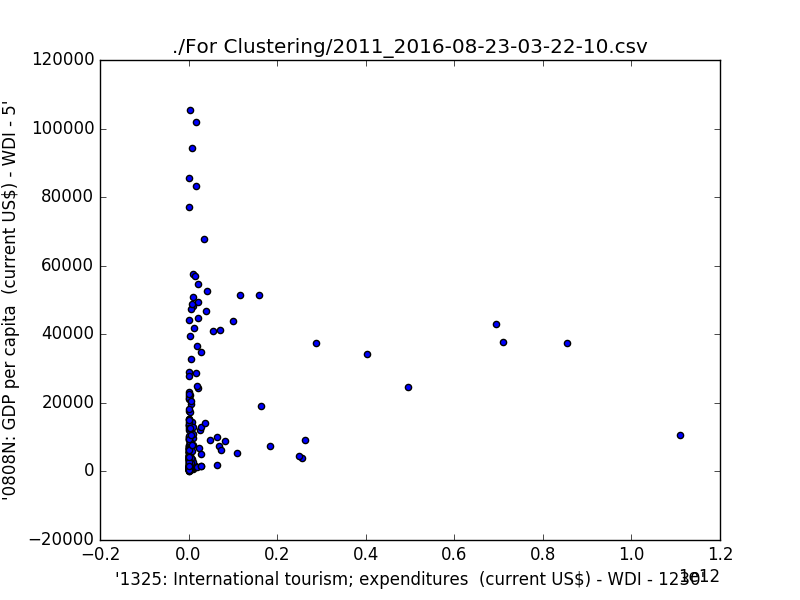 ./For Clustering/2011_2016-08-23-03-22-10.csv
120000
100000
80000
60000
40000
20000
0
−20000
'0808N: GDP per capita  (current US$) - WDI - 5'
−0.2 0.0 0.2 0.4 0.6 0.8 1.0 1.2
1e12
'1325: International tourism; expenditures  (current US$) - WDI - 1230'